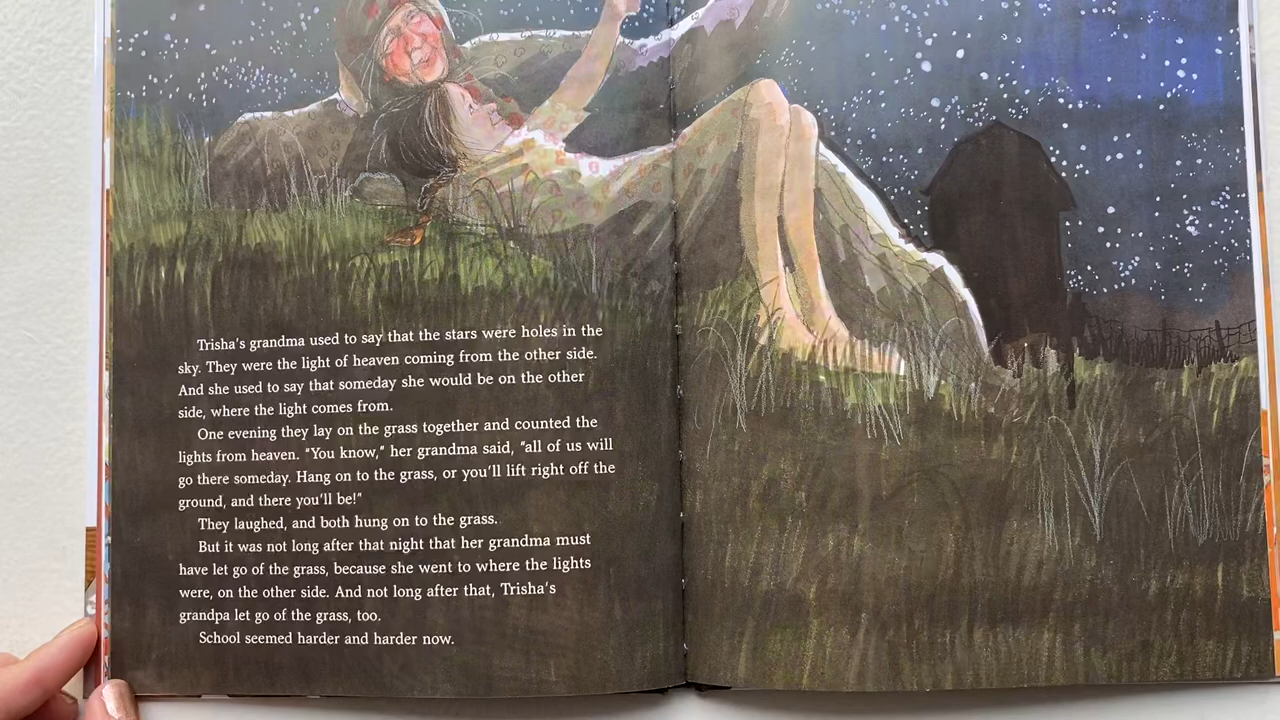 Trisha's grandma used to say that the stars were holes in the
sky. They were the light of heaven coming from the other side.
And she used to say that someday she would be on the other
side, where the light comes from.
One evening they lay on the grass together and counted the
lights from heaven. "You know," her grandma said, "all of us will
go there someday. Hang on to the grass, or you'll lift right off the
ground, and there you'll be!"
They laughed, and both hung on to the grass.
But it was not long after that night that her grandma must
have let go of the grass, because she went to where the lights
were, on the other side. And not long after that, Trisha's
grandpa let go of the grass, too.
School seemed harder and harder now.